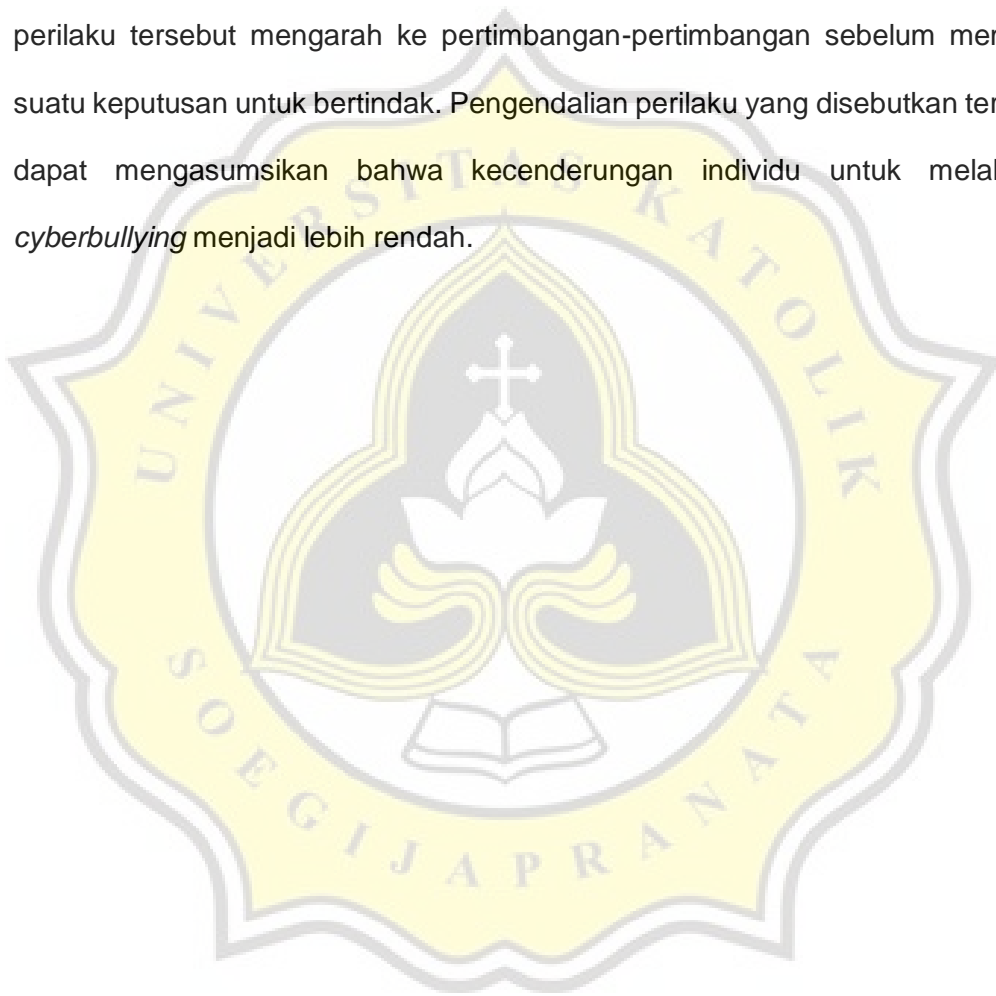 perilaku tersebut mengarah ke pertimbangan-pertimbangan sebelum
suatu keputusan untuk bertindak. Pengendalian perilaku yang disebutkan
dapat mengasumsikan bahwa kecenderungan individu untuk
cyberbullying menjadi lebih rendah.
UNIVERSITAS KATOLIK
SOEGIJAPRANATA